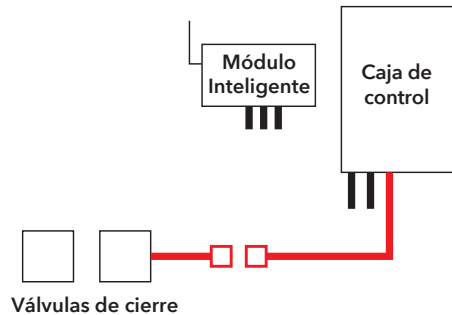 Módulo
Inteligente
Caja de
control
Válvulas de cierre